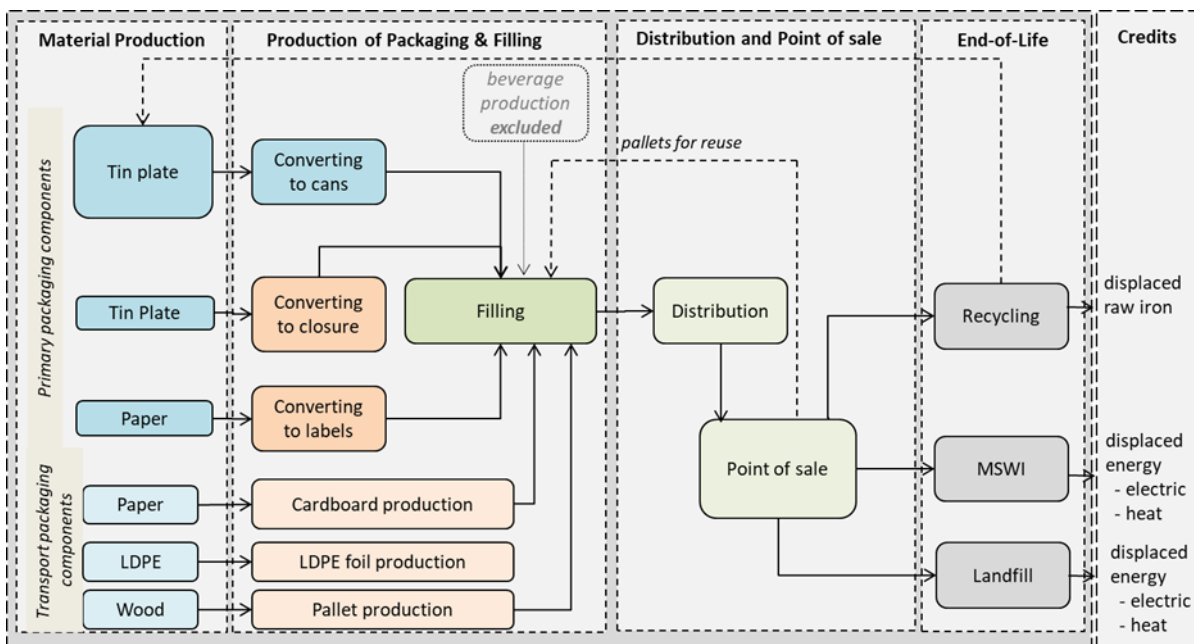 Material Production
Production of Packaging & Filling
Distribution and Point of sale
End-of-Life
Credits
beverage
production
excluded
pallets for reuse
Primary packaging components
Tin plate
Converting
to cans
Tin Plate
Converting
to closure
Filling
Distribution
Recycling
displaced
raw iron
Paper
Converting
to labels
Point of sale
MSWI
displaced
energy
- electric
- heat
Transport packaging
components
Paper
Cardboard production
LDPE
LDPE foil production
Wood
Pallet production
Landfill
displaced
energy
- electric
- heat